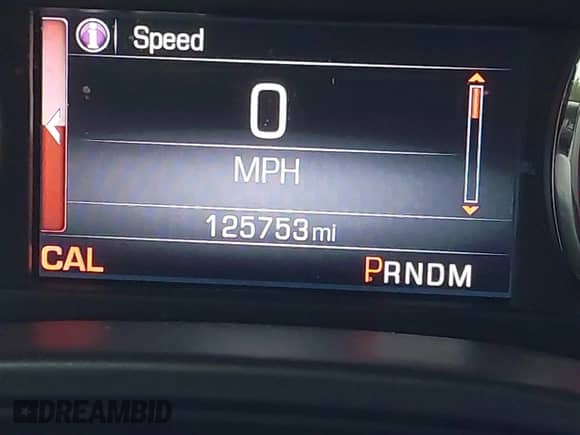 Speed
0
MPH
125753mi
CAL
PRNDM
DREAMBID